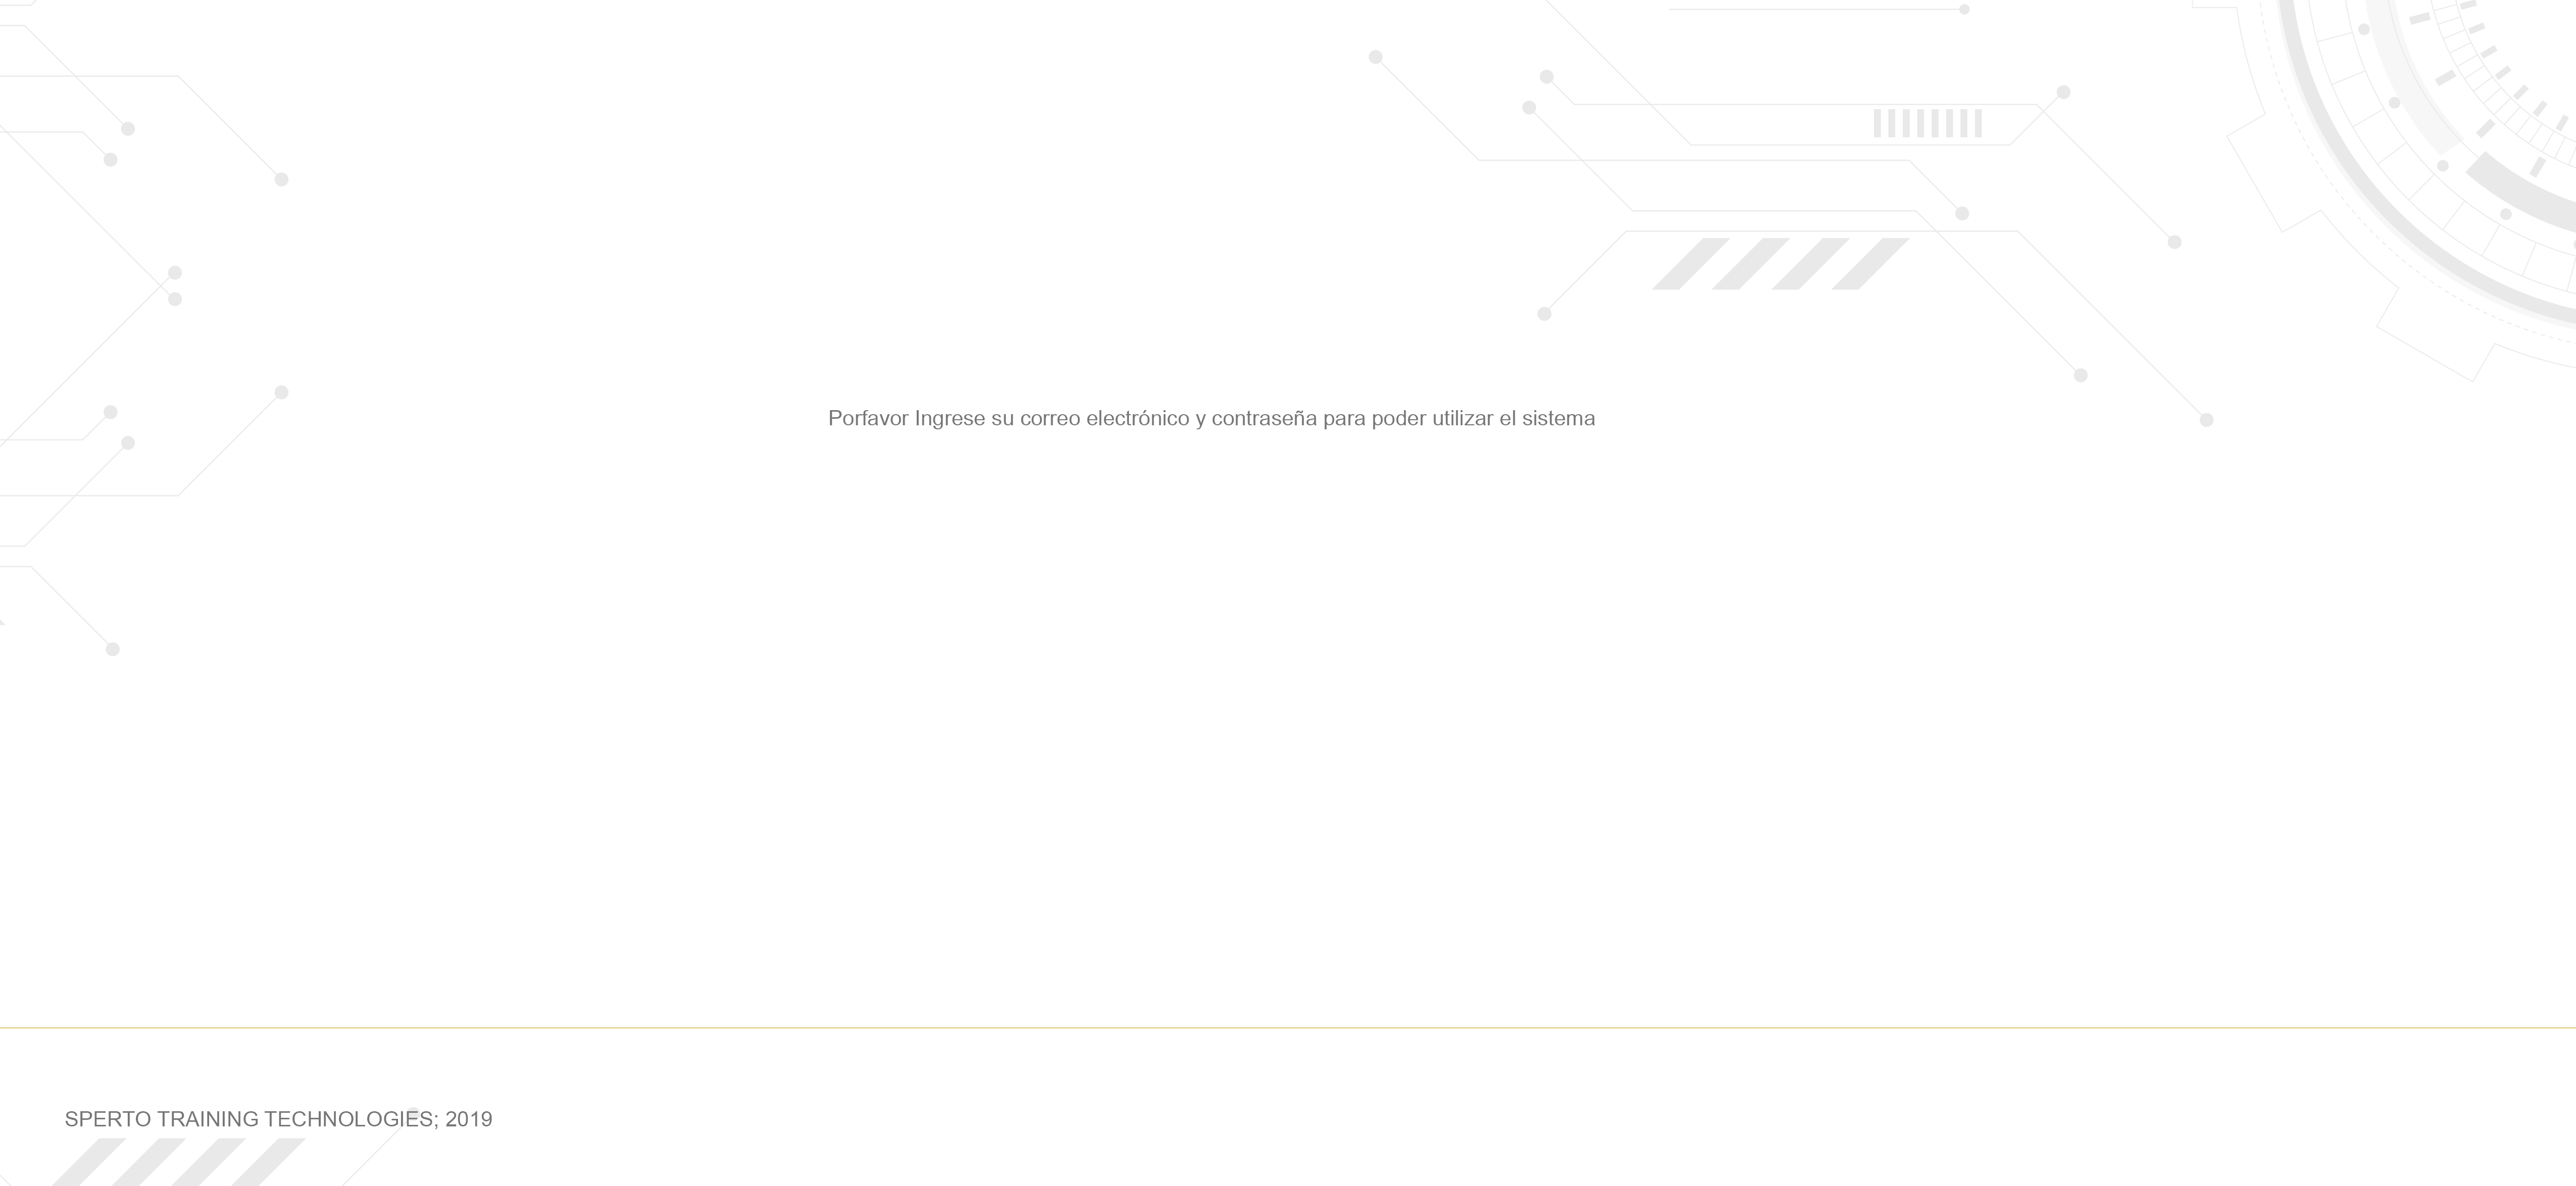 Porfavor Ingrese su correo electrónico y contraseña para poder utilizar el sistema
SPERTO TRAINING TECHNOLOGIES; 2019